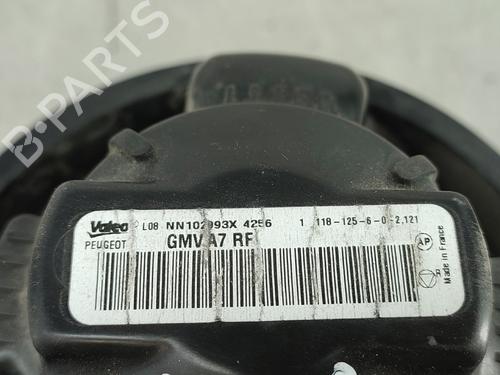 B-PARTS
Valeo L08 NN102993X 4256 1 118-125-6-0-2.121
PEUGEOT GMV A7 RF AP
Made in France